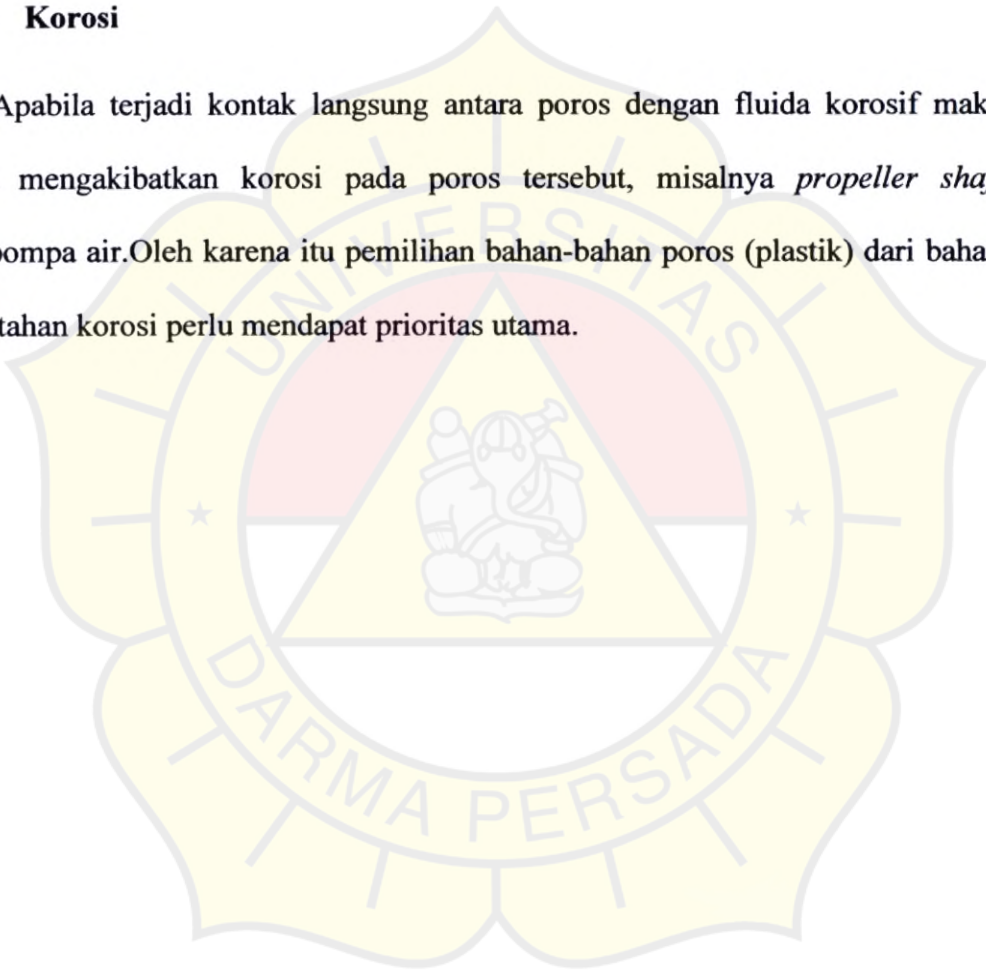 Korosi
Apabila terjadi kontak langsung antara poros dengan fluida korosif mak
mengakibatkan korosi pada poros tersebut, misalnya propeller sha
ompa air.Oleh karena itu pemilihan bahan-bahan poros (plastik) dari baha
tahan korosi perlu mendapat prioritas utama.
UNIVERSITAS
DARMA PERSADA